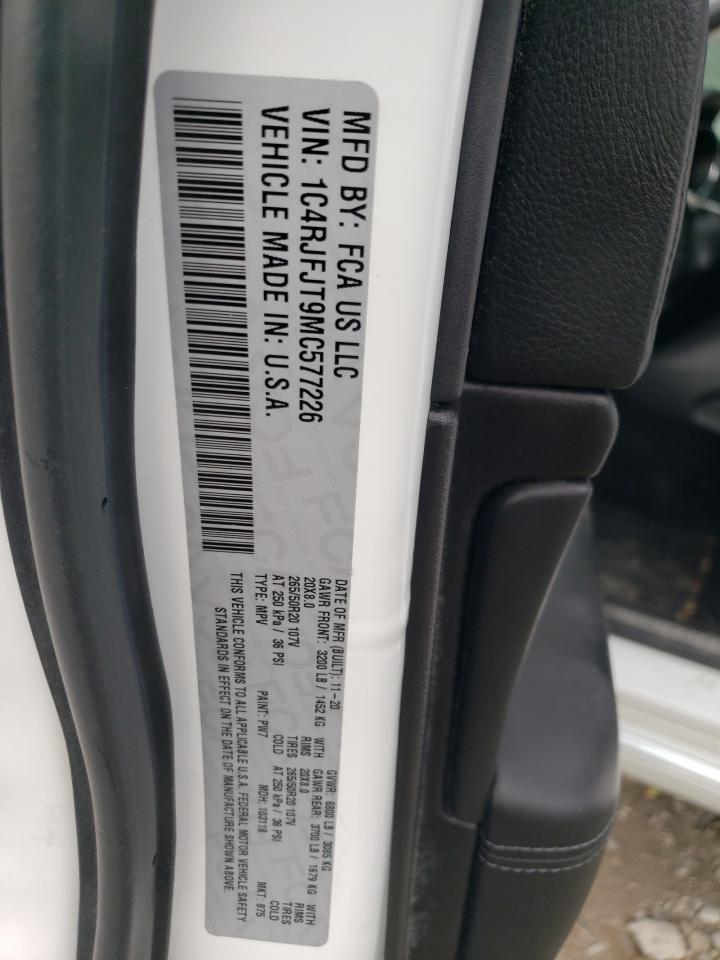 MFD BY: FCA US LLC
VIN: 1C4RJFJT9MC577226
VEHICLE MADE IN: U.S.A.
DATE OF MFR (BUILT): 11-20 GVWR: 6800 LB / 3085 KG
GAWR FRONT: 3200 LB / 1452 KG WITH GAWR REAR: 3700 LB / 1679 KG WITH
20X8.0 RIMS 20X8.0 RIMS
265/50R20 107V TIRES 265/50R20 107V TIRES
AT 250 kPa / 36 PSI COLD AT 250 kPa / 36 PSI COLD
TYPE: MPV PAINT: PW7 MDH: 103118 MKT: 875
THIS VEHICLE CONFORMS TO ALL APPLICABLE U.S.A. FEDERAL MOTOR VEHICLE SAFETY
STANDARDS IN EFFECT ON THE DATE OF MANUFACTURE SHOWN ABOVE.